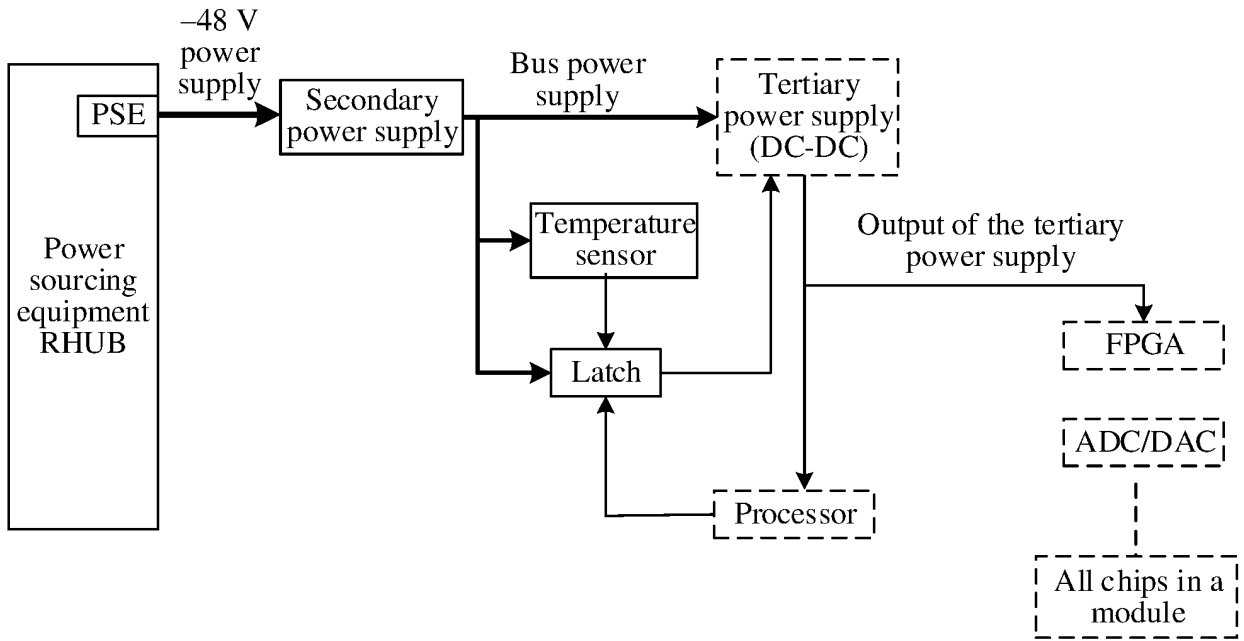 –48 V
power
supply
PSE
Power
sourcing
equipment
RHUB
Secondary
power supply
Bus power
supply
Tertiary
power supply
(DC-DC)
Temperature
sensor
Latch
Processor
Output of the tertiary
power supply
FPGA
ADC/DAC
All chips in a
module